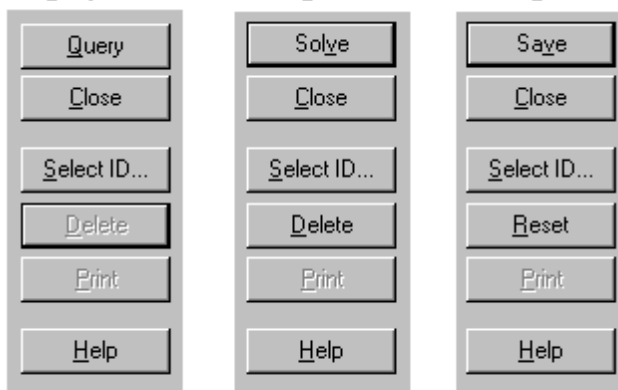 Query
Close
Select ID...
Delete
Print
Help
Solve
Close
Select ID...
Delete
Print
Help
Save
Close
Select ID...
Reset
Print
Help